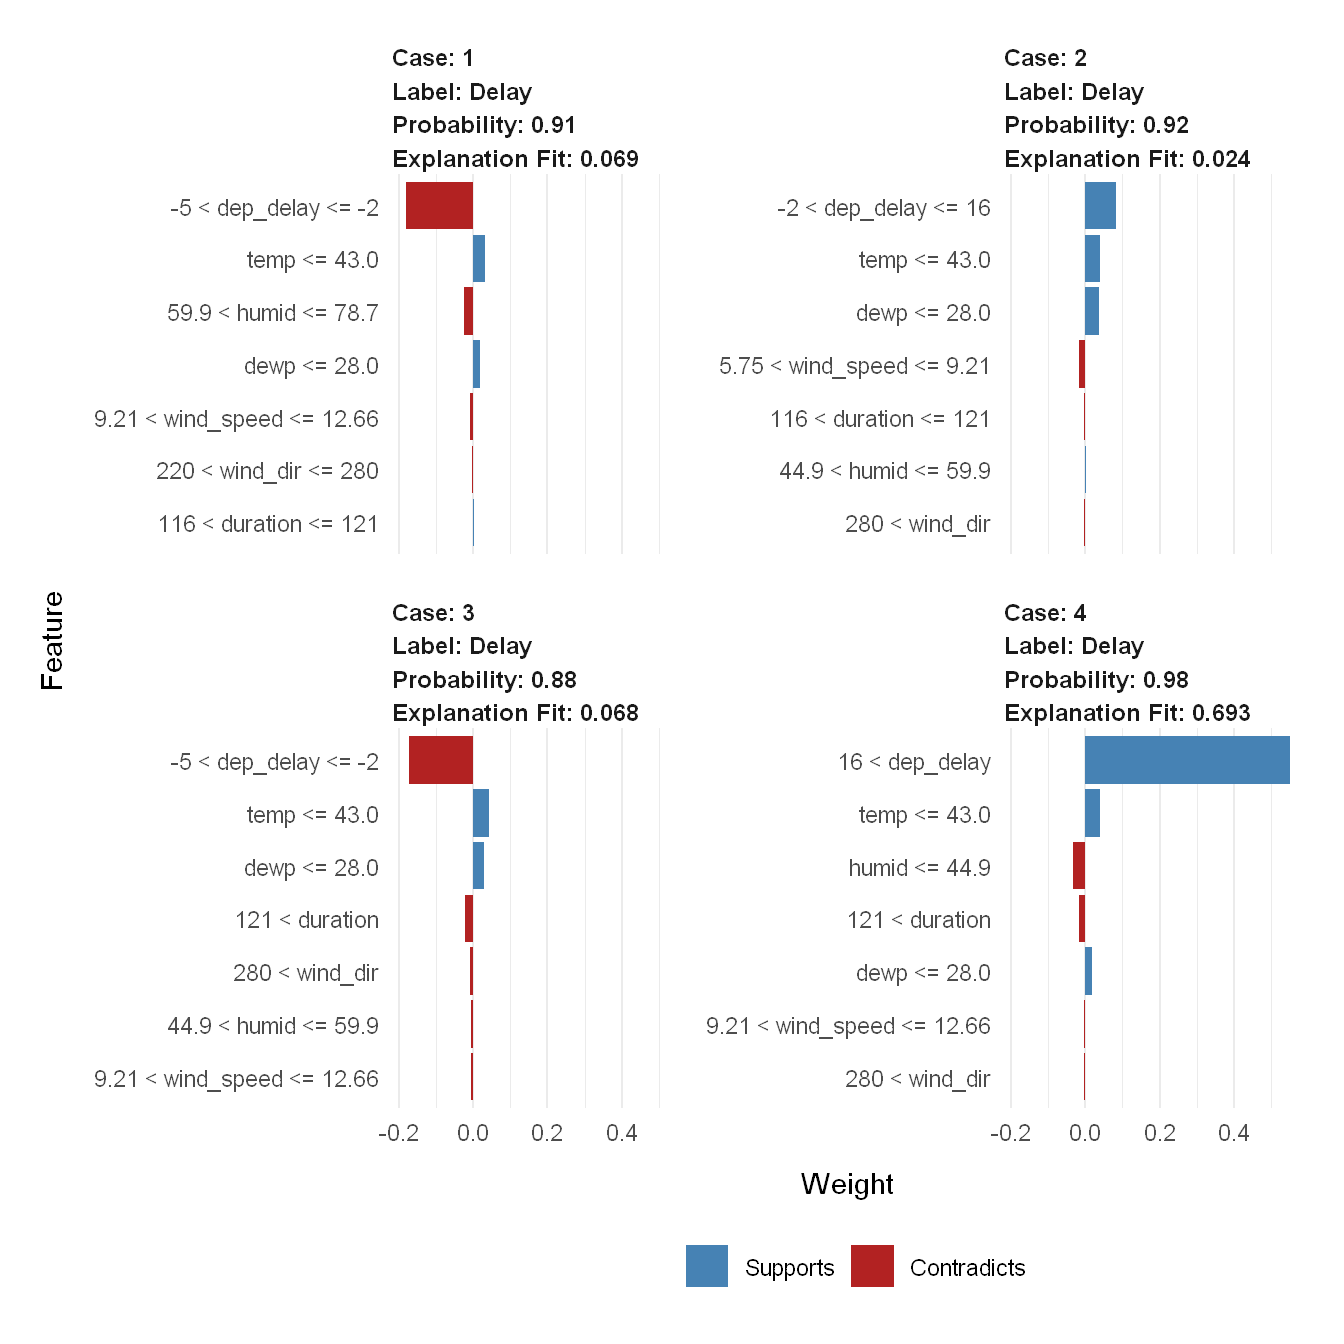 Case: 1
Label: Delay
Probability: 0.91
Explanation Fit: 0.069
-5 < dep_delay <= -2
temp <= 43.0
59.9 < humid <= 78.7
dewp <= 28.0
9.21 < wind_speed <= 12.66
220 < wind_dir <= 280
116 < duration <= 121
Case: 2
Label: Delay
Probability: 0.92
Explanation Fit: 0.024
-2 < dep_delay <= 16
temp <= 43.0
dewp <= 28.0
5.75 < wind_speed <= 9.21
116 < duration <= 121
44.9 < humid <= 59.9
280 < wind_dir
Feature
Case: 3
Label: Delay
Probability: 0.88
Explanation Fit: 0.068
-5 < dep_delay <= -2
temp <= 43.0
dewp <= 28.0
121 < duration
280 < wind_dir
44.9 < humid <= 59.9
9.21 < wind_speed <= 12.66
-0.2 0.0 0.2 0.4
Case: 4
Label: Delay
Probability: 0.98
Explanation Fit: 0.693
16 < dep_delay
temp <= 43.0
humid <= 44.9
121 < duration
dewp <= 28.0
9.21 < wind_speed <= 12.66
280 < wind_dir
-0.2 0.0 0.2 0.4
Weight
Supports Contradicts